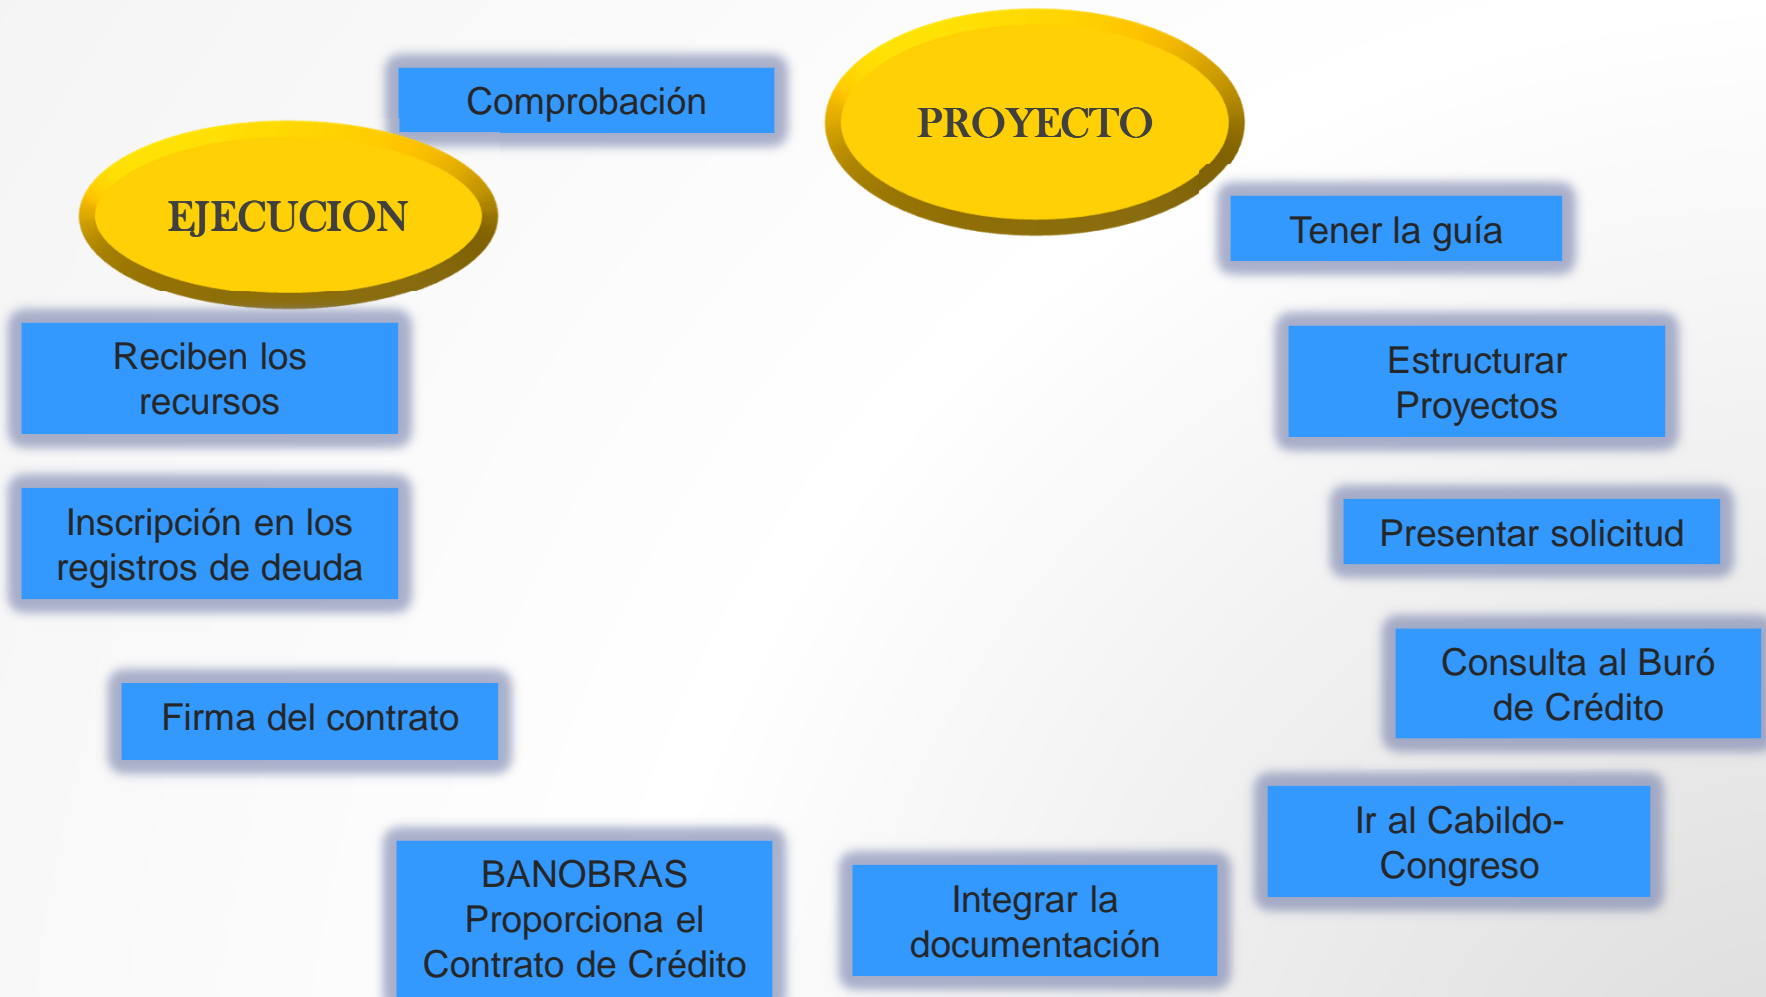 Comprobación
PROYECTO
EJECUCION
Tener la guía
Reciben los
recursos
Estructurar
Proyectos
Inscripción en los
registros de deuda
Presentar solicitud
Firma del contrato
Consulta al Buró
de Crédito
Ir al Cabildo-
Congreso
BANOBRAS
Proporciona el
Contrato de Crédito
Integrar la
documentación